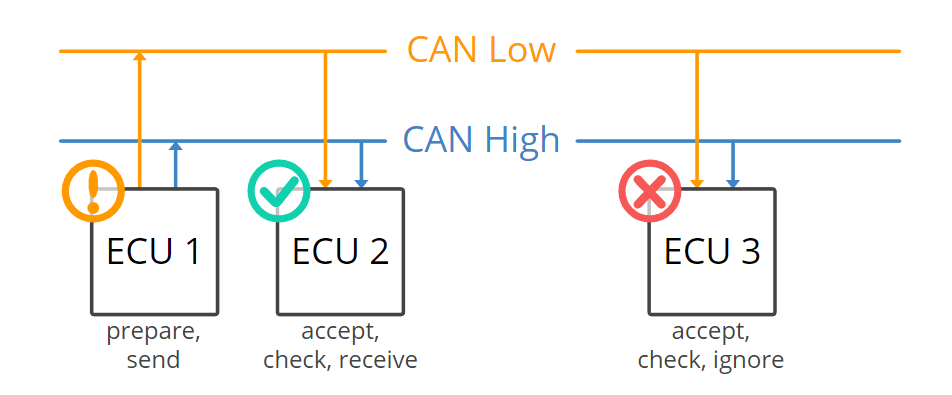 CAN Low
CAN High
ECU 1
ECU 2
ECU 3
prepare,
send
accept,
check, receive
accept,
check, ignore